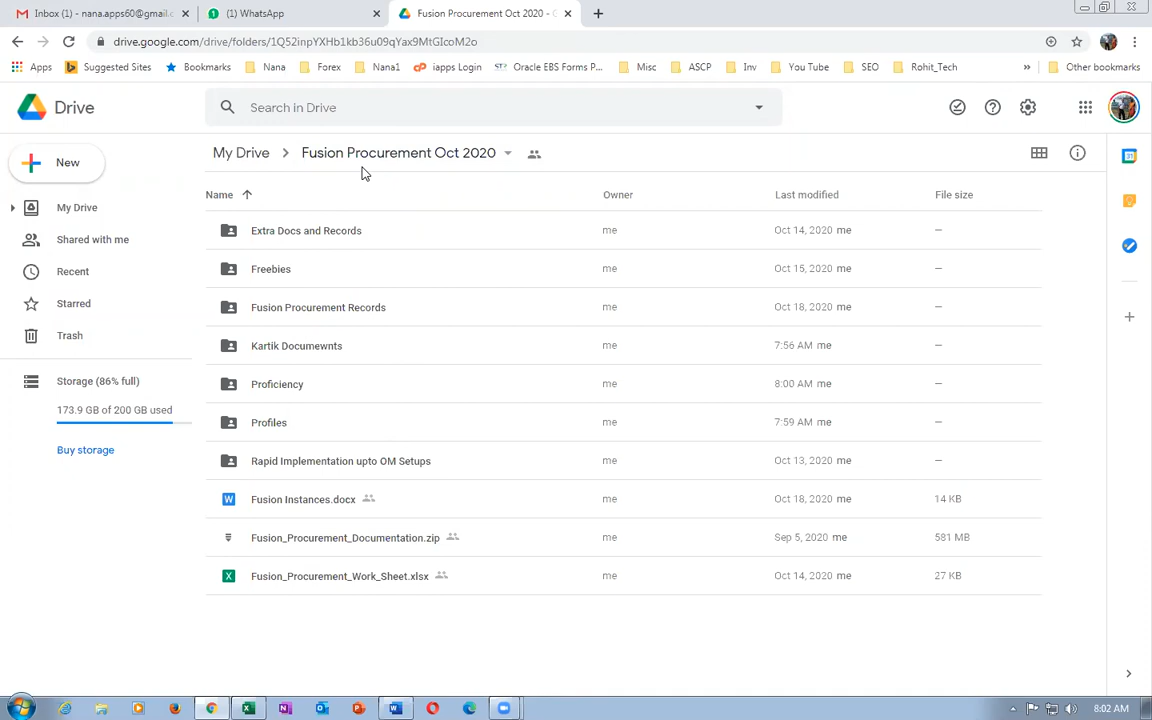 Inbox (1) - nana.apps60@gmail.c
(1) WhatsApp
Fusion Procurement Oct 2020 - G
drive.google.com/drive/folders/1Q52inpYXHb1kb36u09qYax9MtGIcoM2o
Apps
Suggested Sites
Bookmarks
Nana
Forex
Nana1
iapps Login
Oracle EBS Forms P...
Misc
ASCP
Inv
You Tube
SEO
Rohit_Tech
»
Other bookmarks
Drive
Search in Drive
New
My Drive
Shared with me
Recent
Starred
Trash
Storage (86% full)
173.9 GB of 200 GB used
Buy storage
My Drive > Fusion Procurement Oct 2020
Name Owner Last modified File size
Extra Docs and Records me Oct 14, 2020 me –
Freebies me Oct 15, 2020 me –
Fusion Procurement Records me Oct 18, 2020 me –
Kartik Documewnts me 7:56 AM me –
Proficiency me 8:00 AM me –
Profiles me 7:59 AM me –
Rapid Implementation upto OM Setups me Oct 13, 2020 me –
Fusion Instances.docx me Oct 18, 2020 me 14 KB
Fusion_Procurement_Documentation.zip me Sep 5, 2020 me 581 MB
Fusion_Procurement_Work_Sheet.xlsx me Oct 14, 2020 me 27 KB
8:02 AM